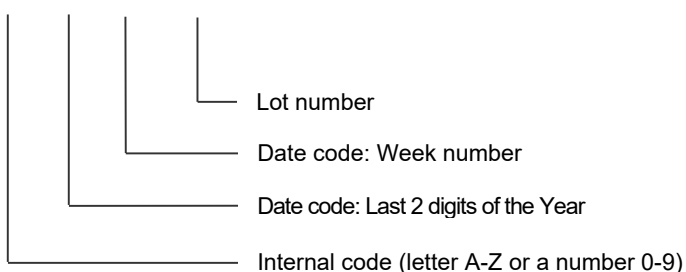 Lot number
Date code: Week number
Date code: Last 2 digits of the Year
Internal code (letter A-Z or a number 0-9)